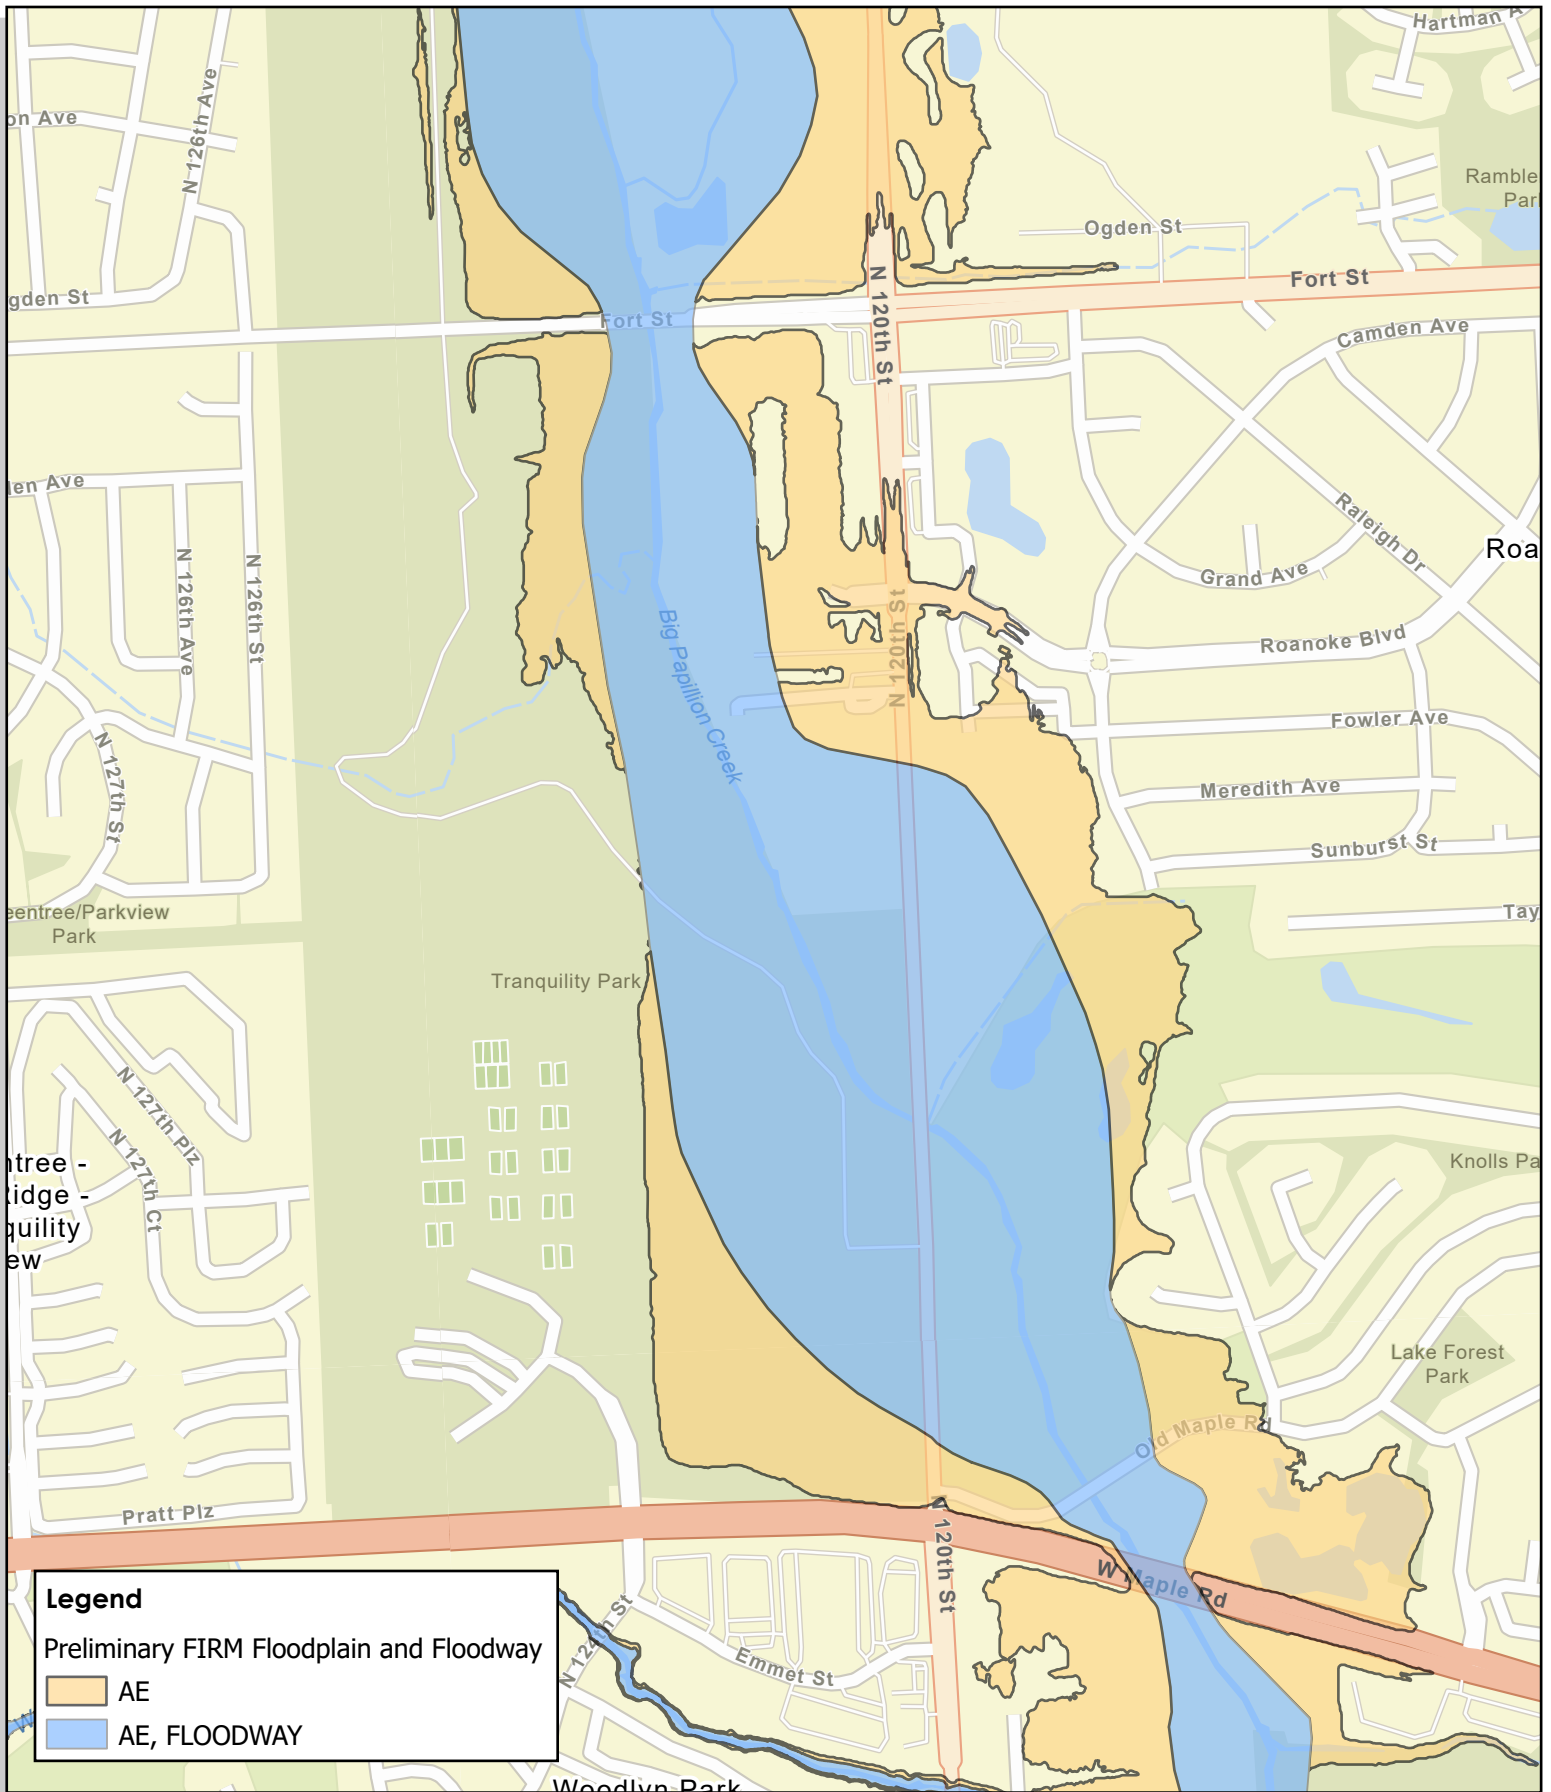 Hartman A
on Ave
N 126th Ave
Ramble
Par
Ogden St
gden St
Fort St
Fort St
N 120th St
Camden Ave
den Ave
Raleigh Dr
Roa
N 126th Ave
N 126th St
Grand Ave
N 120th St
Roanoke Blvd
Big Papillion Creek
Fowler Ave
N 127th St
Meredith Ave
Sunburst St
eentree/Parkview
Park
Tay
Tranquility Park
N 127th Plz
N 127th Ct
ntree -
Ridge -
quility
ew
Knolls Pa
Lake Forest
Park
Old Maple Rd
Pratt Plz
N 120th St
W Maple Rd
N 124th St
Emmet St
Woodlyn Park
Legend
Preliminary FIRM Floodplain and Floodway
AE
AE, FLOODWAY